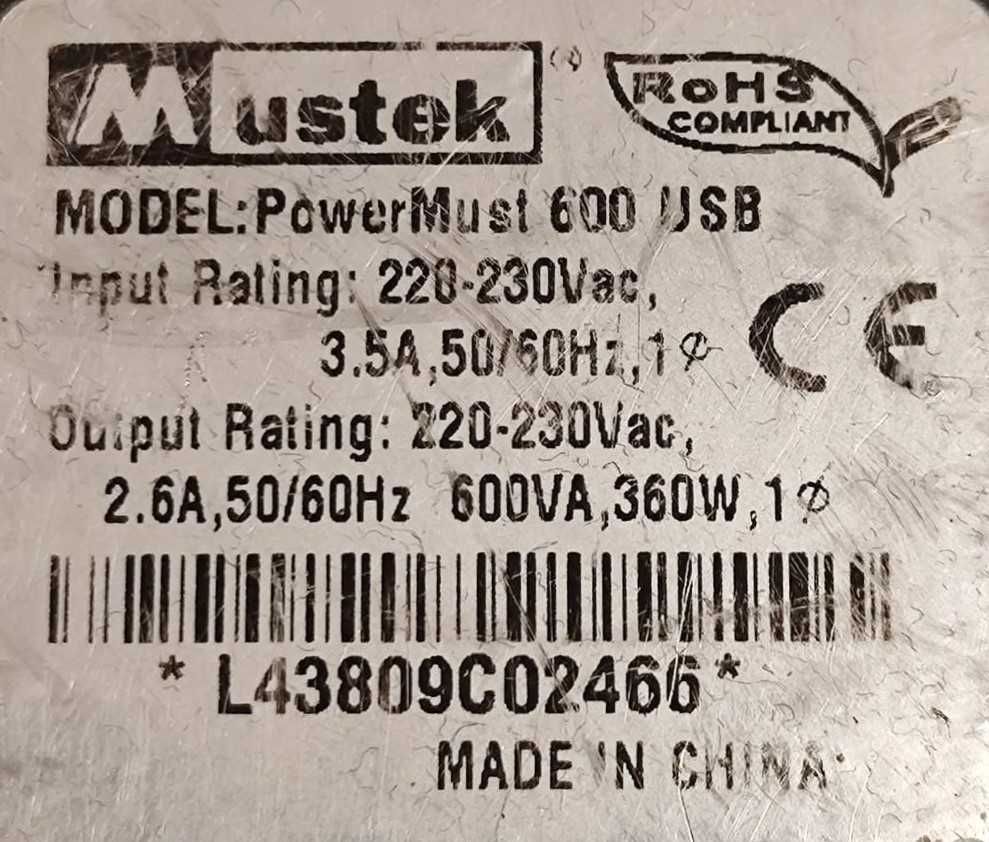 Mustek ®
RoHS
COMPLIANT
MODEL:PowerMust 600 USB
Input Rating: 220-230Vac,
3.5A,50/60Hz,1ϕ
CE
Output Rating: 220-230Vac,
2.6A,50/60Hz 600VA,360W,1ϕ
*L43809C02466*
MADE IN CHINA